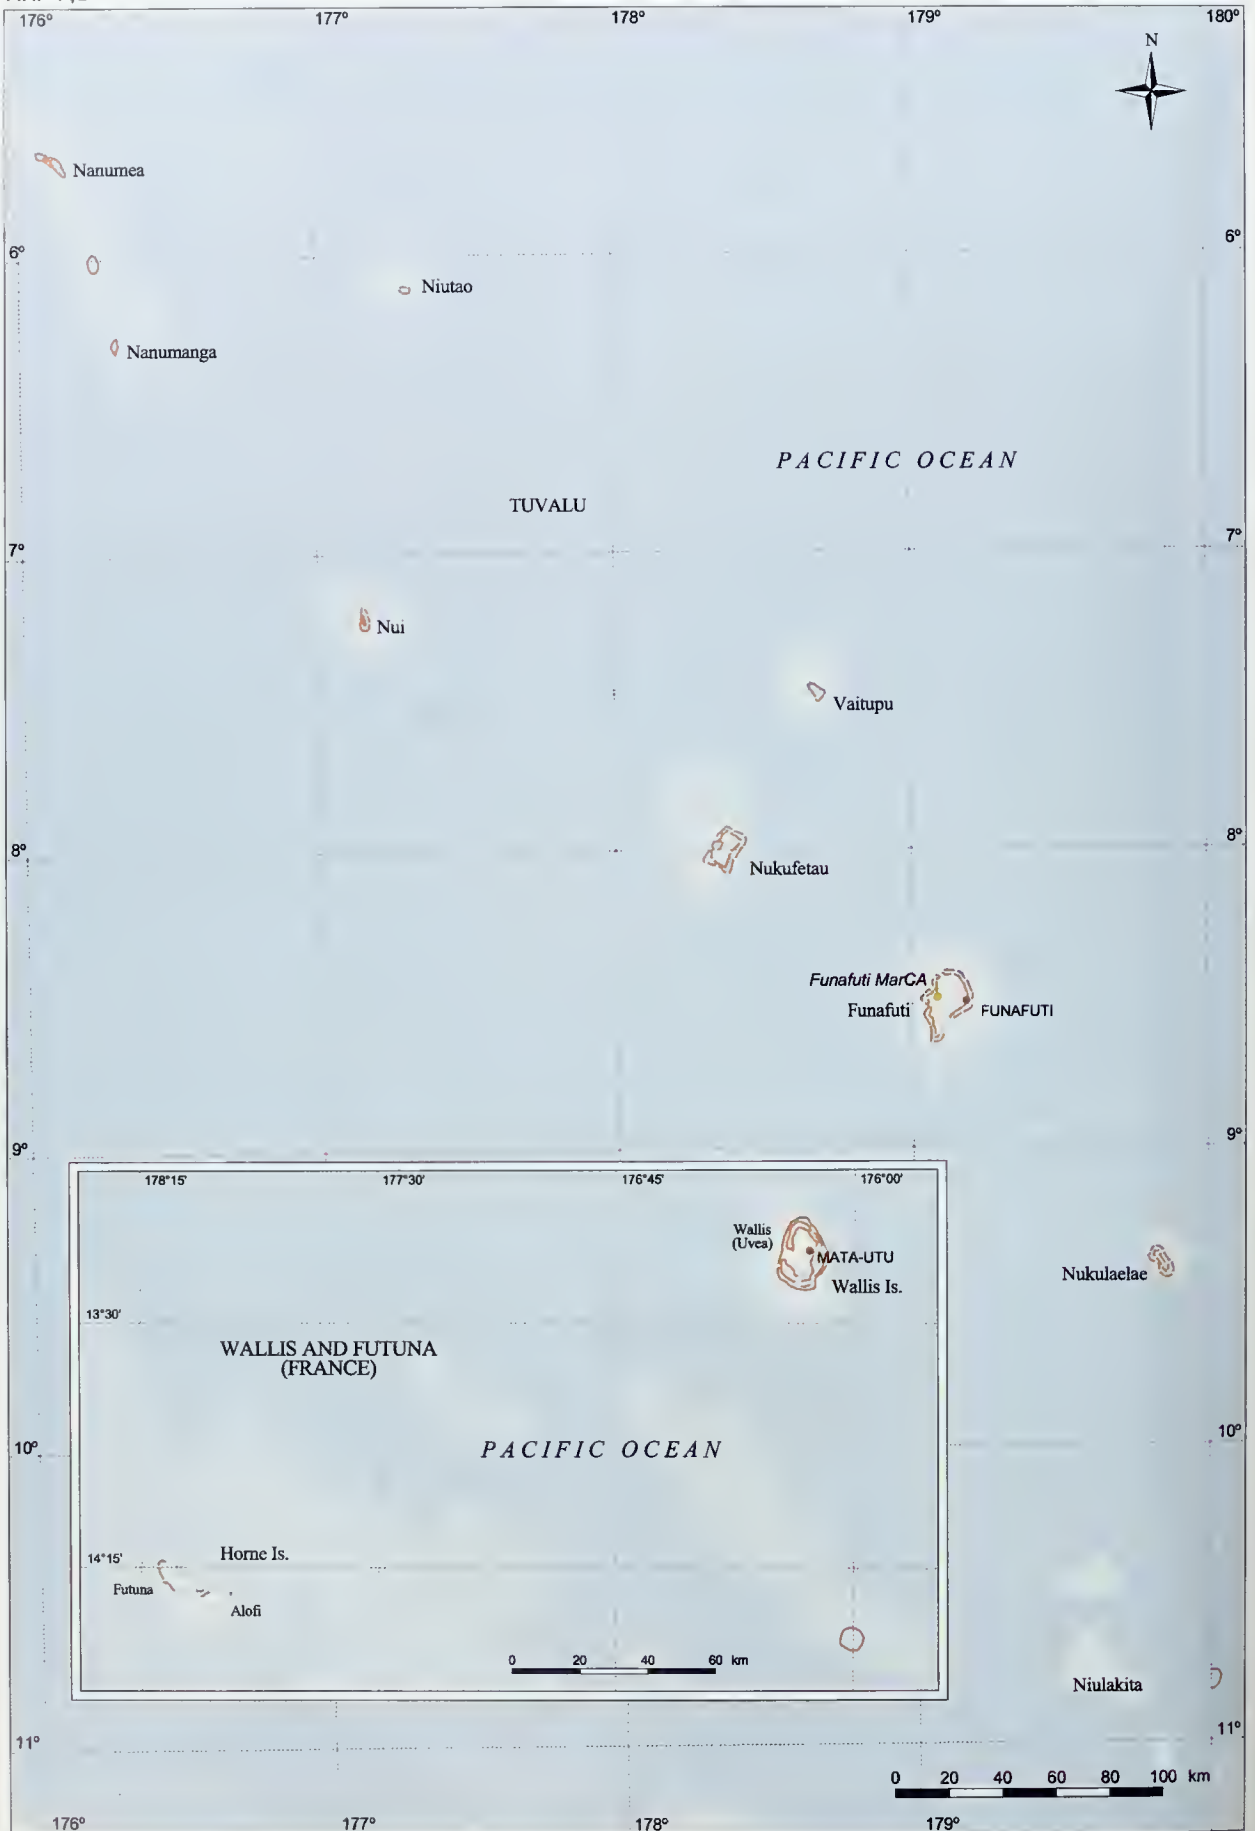 176°
177°
178°
179°
180°
N
Nanumea
6°
6°
Niutao
Nanumanga
PACIFIC OCEAN
TUVALU
7°
7°
Nui
Vaitupu
8°
8°
Nukufetau
Funafuti MarCA
Funafuti
FUNAFUTI
9°
9°
178°15'
177°30'
176°45'
176°00'
Wallis
(Uvea)
MATA-UTU
Wallis Is.
Nukulaelae
13°30'
WALLIS AND FUTUNA
(FRANCE)
PACIFIC OCEAN
10°
10°
14°15'
Horne Is.
Futuna
Alofi
0 20 40 60 km
Niulakita
11°
11°
0 20 40 60 80 100 km
176°
177°
178°
179°